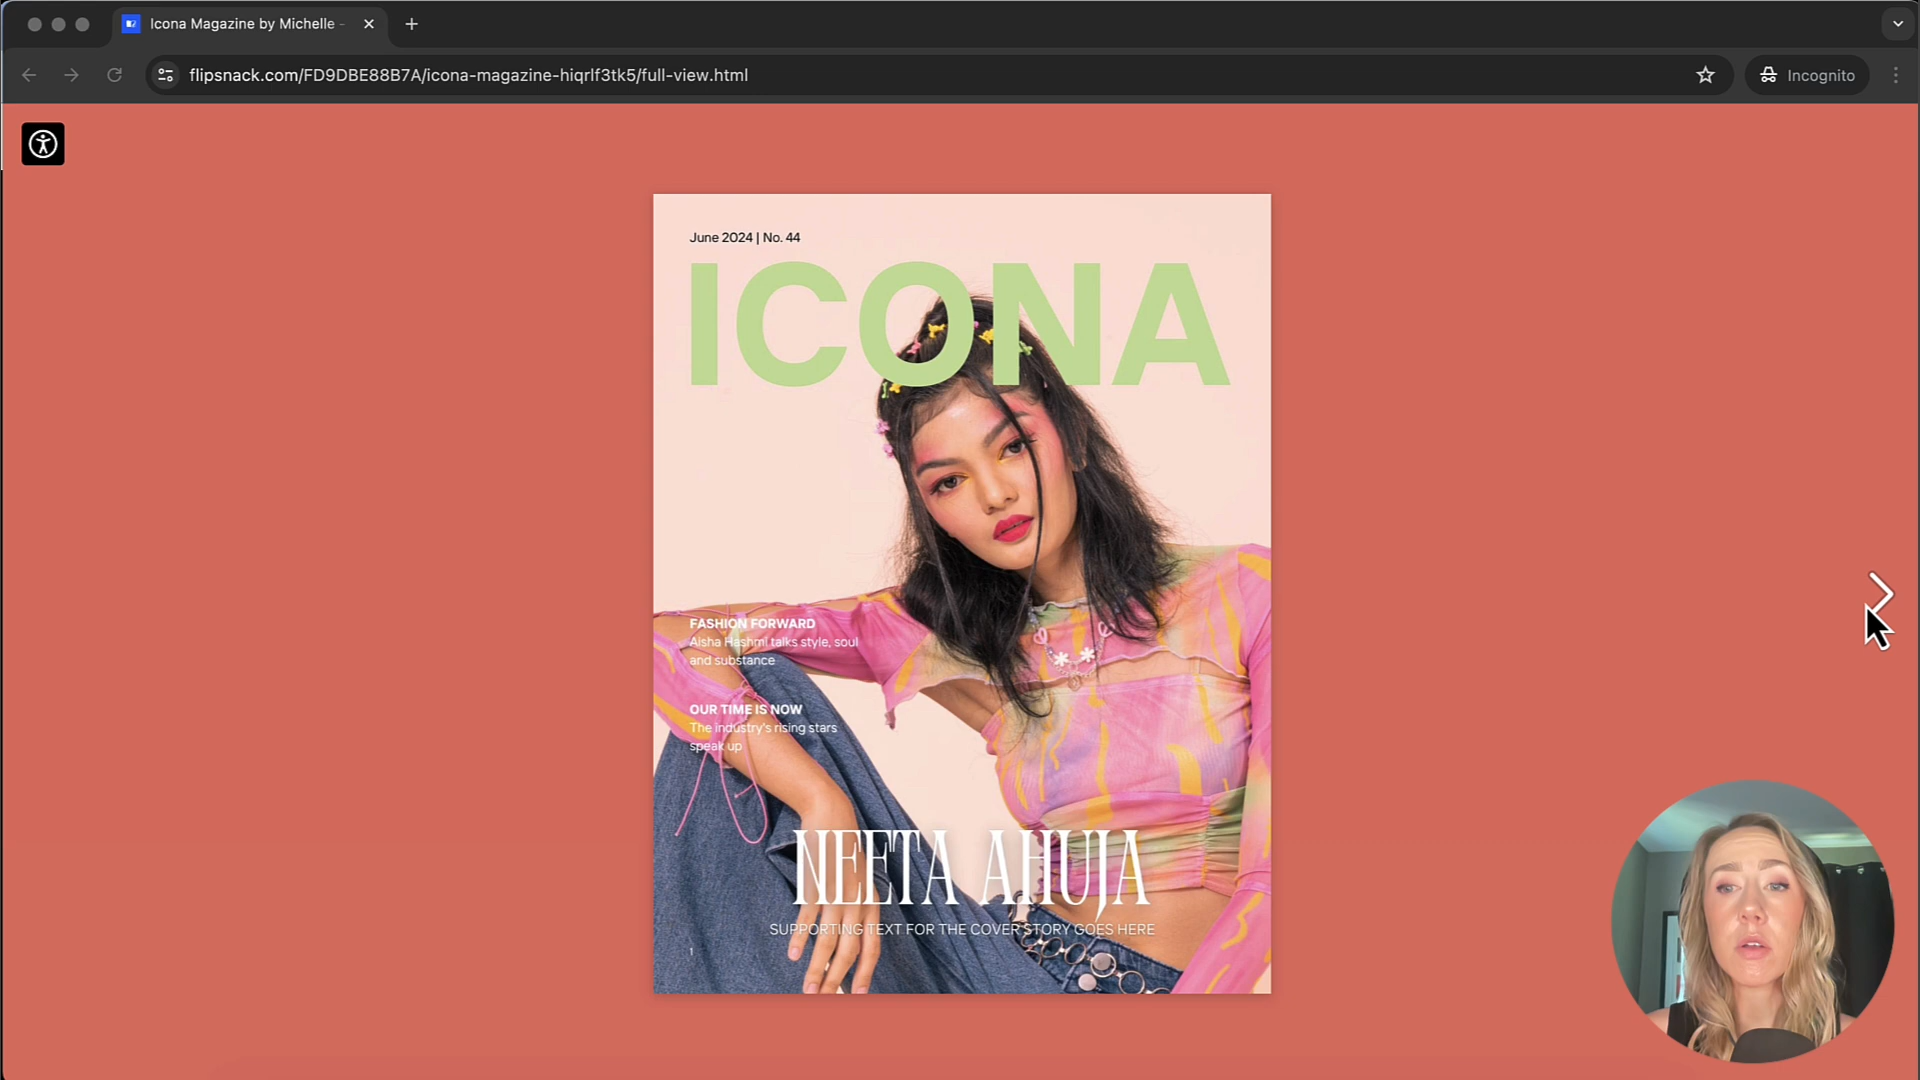 Icona Magazine by Michelle -
flipsnack.com/FD9DBE88B7A/icona-magazine-hiqrlf3tk5/full-view.html
Incognito
June 2024 | No. 44
ICONA
FASHION FORWARD
Aisha Hashmi talks style, soul
and substance
OUR TIME IS NOW
The industry's rising stars
speak up
NEETA AHUJA
SUPPORTING TEXT FOR THE COVER STORY GOES HERE
1